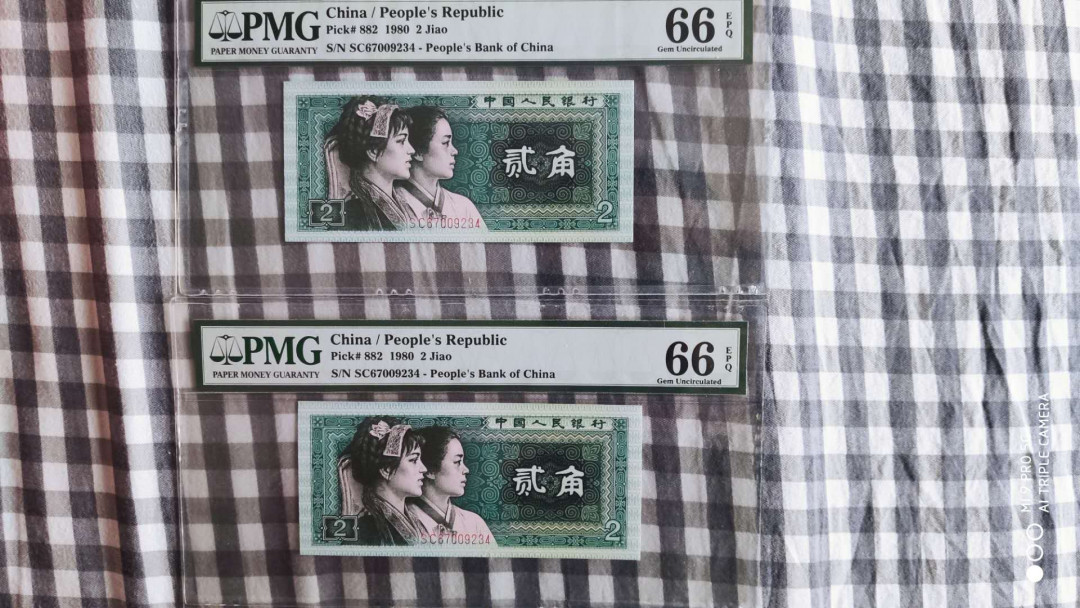 PMG
PAPER MONEY GUARANTY
China / People's Republic
Pick# 882 1980 2 Jiao
S/N SC67009234 - People's Bank of China
66 EPQ
Gem Uncirculated
中国人民银行
贰角
2
SC67009234
2
PMG
PAPER MONEY GUARANTY
China / People's Republic
Pick# 882 1980 2 Jiao
S/N SC67009234 - People's Bank of China
66 EPQ
Gem Uncirculated
中国人民银行
贰角
2
SC67009234
2
AI TRIPLE CAMERA